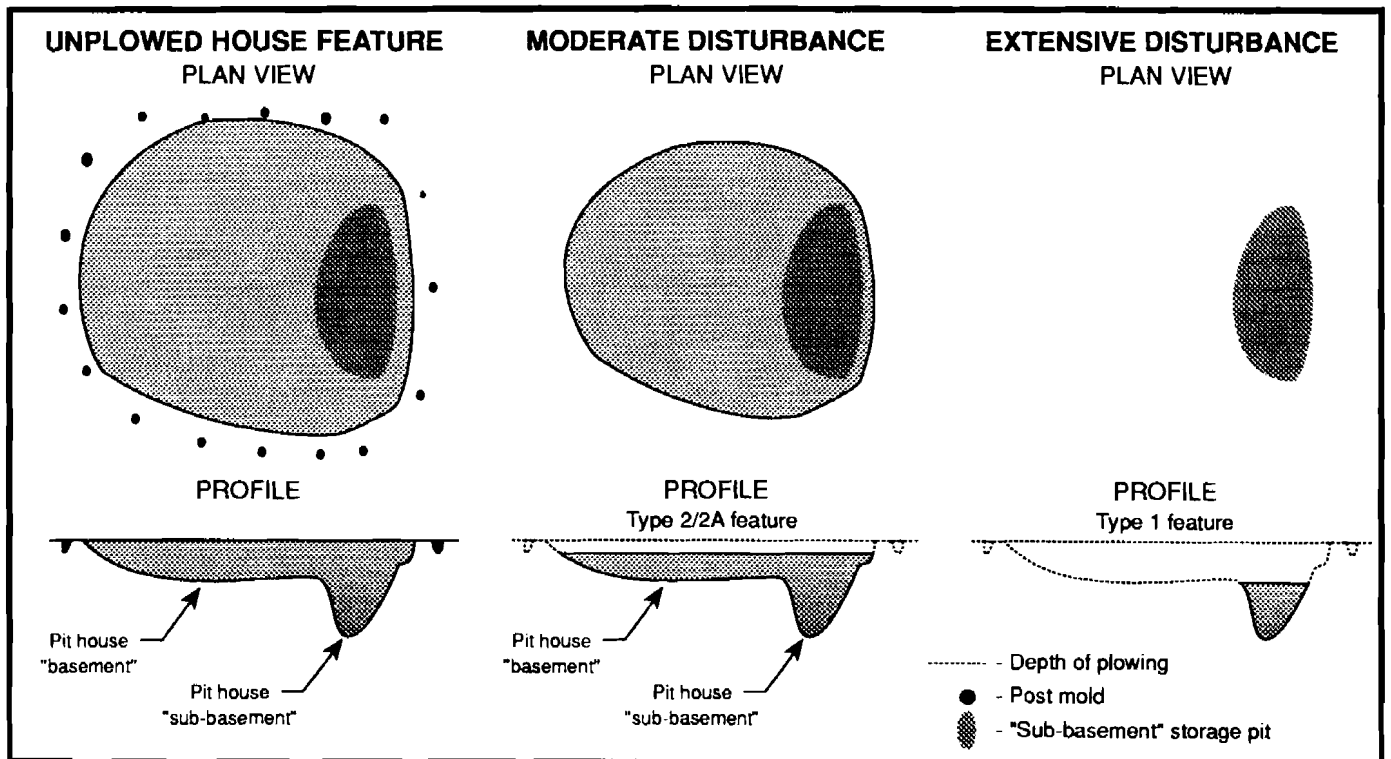 UNPLOWED HOUSE FEATURE
PLAN VIEW
PROFILE
Pit house
"basement"
Pit house
"sub-basement"
MODERATE DISTURBANCE
PLAN VIEW
PROFILE
Type 2/2A feature
Pit house
"basement"
Pit house
"sub-basement"
EXTENSIVE DISTURBANCE
PLAN VIEW
PROFILE
Type 1 feature
- Depth of plowing
- Post mold
- "Sub-basement" storage pit